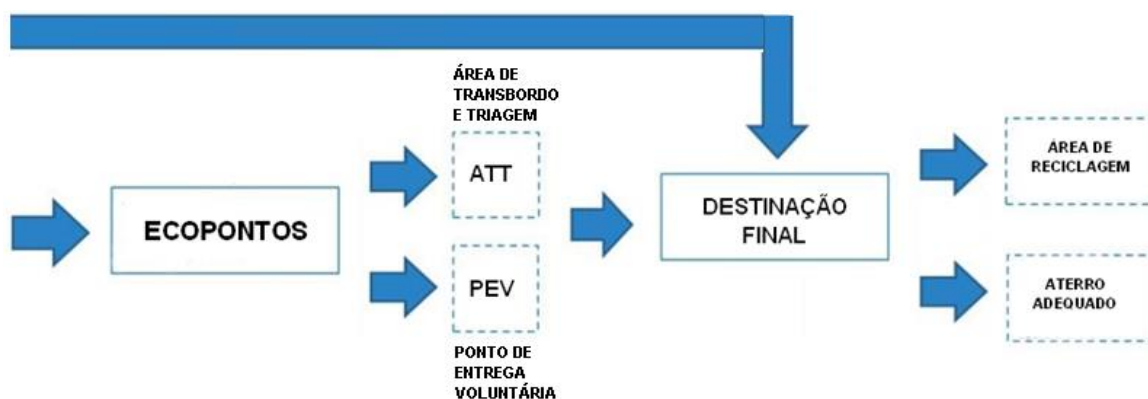 ECOPONTOS
ÁREA DE
TRANSBORDO
E TRIAGEM
ATT
PEV
PONTO DE
ENTREGA
VOLUNTÁRIA
DESTINAÇÃO
FINAL
ÁREA DE
RECICLAGEM
ATERRO
ADEQUADO